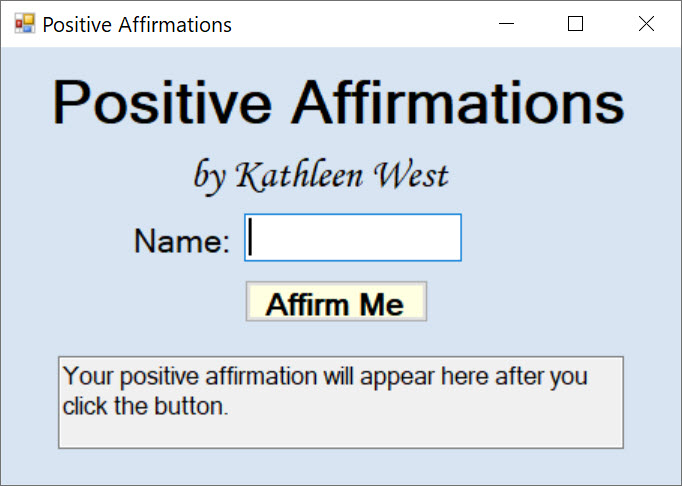 Positive Affirmations
Positive Affirmations
by Kathleen West
Name:
Affirm Me
Your positive affirmation will appear here after you
click the button.